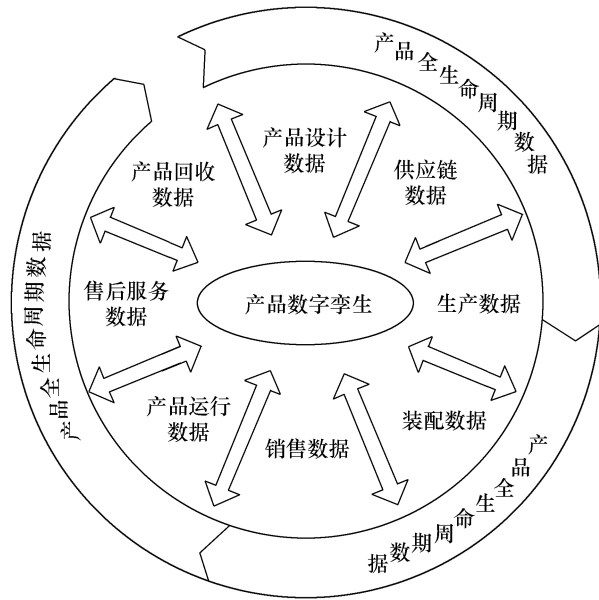 产品全生命周期数据
产品设计
数据
供应链
数据
生产数据
装配数据
销售数据
产品运行
数据
售后服务
数据
产品回收
数据
产品数字孪生
产品全生命周期数据
产品全生命周期数据